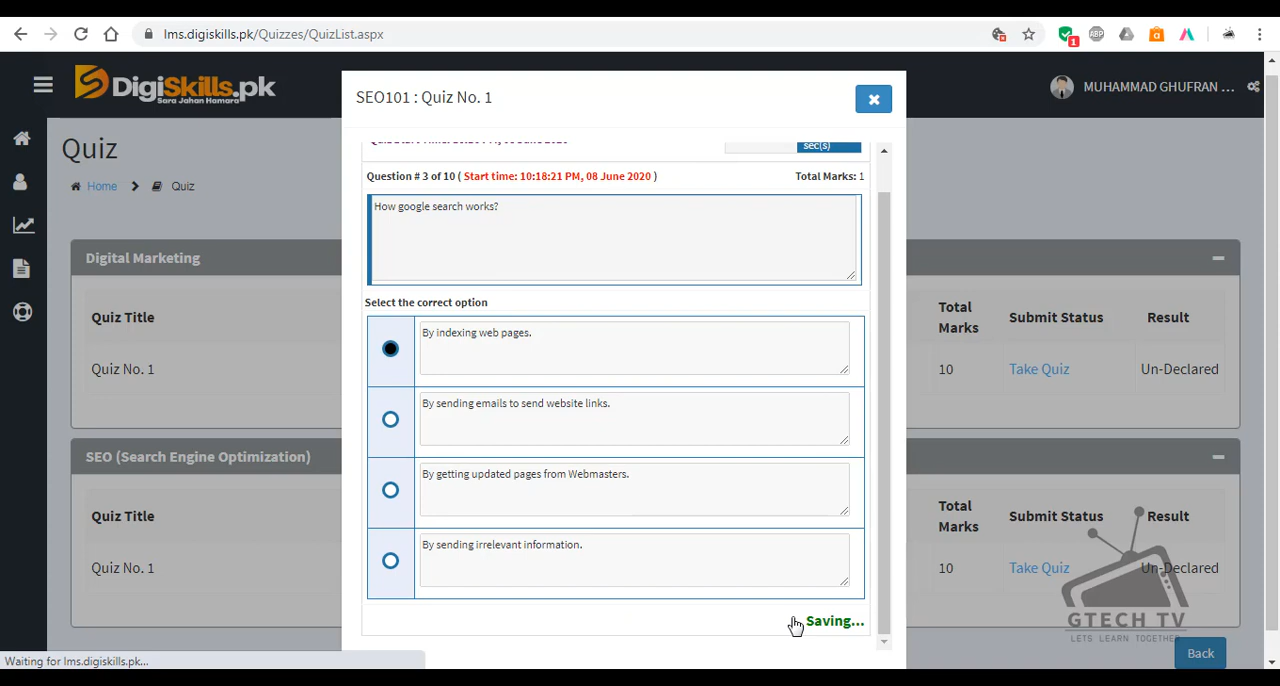 lms.digiskills.pk/Quizzes/QuizList.aspx
1
ABP
DigiSkills.pk
Sara Jahan Hamara
MUHAMMAD GHUFRAN ...
SEO101 : Quiz No. 1
Quiz
Home
Quiz
sec(s)
Question # 3 of 10 ( Start time: 10:18:21 PM, 08 June 2020 )
Total Marks: 1
How google search works?
Select the correct option
By indexing web pages.
By sending emails to send website links.
By getting updated pages from Webmasters.
By sending irrelevant information.
Saving...
Digital Marketing
Quiz Title
Total Marks
Submit Status
Result
Quiz No. 1
10
Take Quiz
Un-Declared
SEO (Search Engine Optimization)
Quiz Title
Total Marks
Submit Status
Result
Quiz No. 1
10
Take Quiz
Un-Declared
GTECH TV
LETS LEARN TOGETHER
Back
Waiting for lms.digiskills.pk...